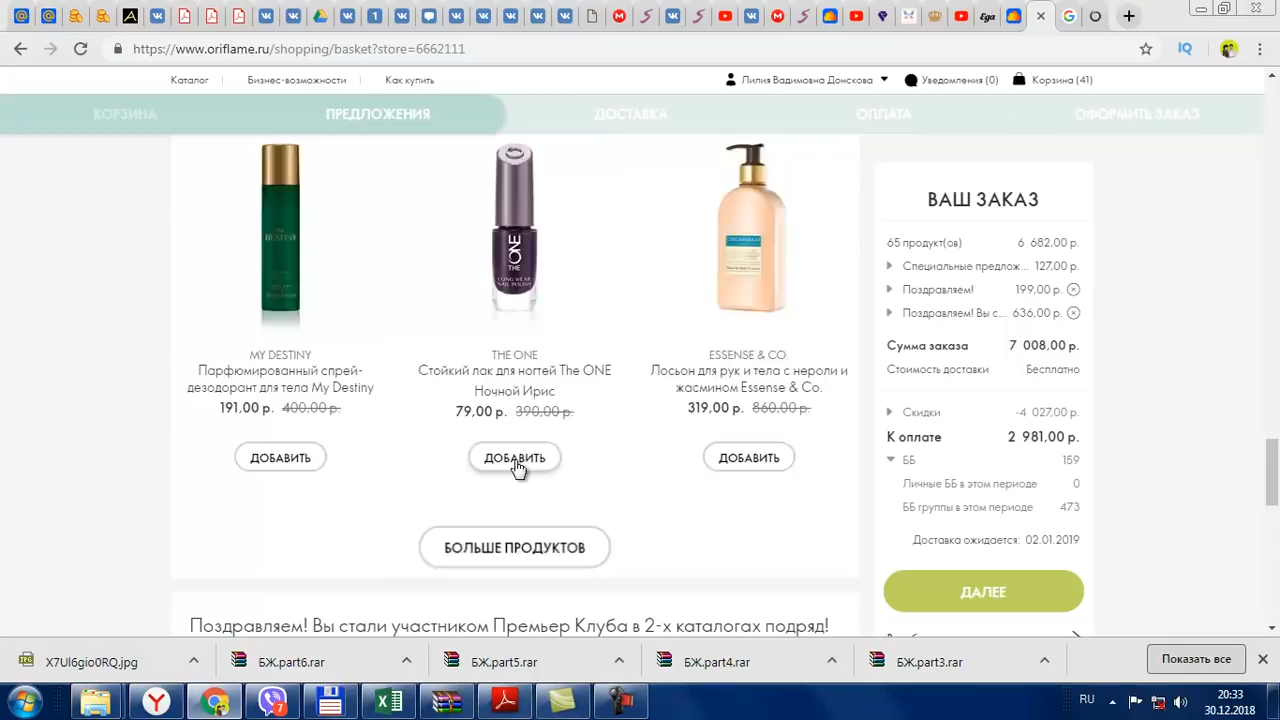 Ega
https://www.oriflame.ru/shopping/basket?store=6662111
IQ
Каталог
Бизнес-возможности
Как купить
Лилия Вадимовна Донскова
Уведомления (0)
Корзина (41)
КОРЗИНА
ПРЕДЛОЖЕНИЯ
ДОСТАВКА
ОПЛАТА
ОФОРМИТЬ ЗАКАЗ
DESTINY
THE ONE
MY DESTINY
Парфюмированный спрей-
дезодорант для тела My Destiny
191,00 р. 400,00 р.
ДОБАВИТЬ
THE ONE
Стойкий лак для ногтей The ONE
Ночной Ирис
79,00 р. 390,00 р.
ДОБАВИТЬ
ESSENSE & CO.
Лосьон для рук и тела с нероли и
жасмином Essense & Co.
319,00 р. 860,00 р.
ДОБАВИТЬ
БОЛЬШЕ ПРОДУКТОВ
Поздравляем! Вы стали участником Премьер Клуба в 2-х каталогах подряд!
ВАШ ЗАКАЗ
65 продукт(ов) 6 682,00 р.
Специальные предлож... 127,00 р.
Поздравляем! 199,00 р.
Поздравляем! Вы с... 636,00 р.
Сумма заказа 7 008,00 р.
Стоимость доставки Бесплатно
Скидки -4 027,00 р.
К оплате 2 981,00 р.
ББ 159
Личные ББ в этом периоде 0
ББ группы в этом периоде 473
Доставка ожидается: 02.01.2019
ДАЛЕЕ
X7Ul6gio0RQ.jpg
БЖ.part6.rar
БЖ.part5.rar
БЖ.part4.rar
БЖ.part3.rar
Показать все
RU
20:33
30.12.2018